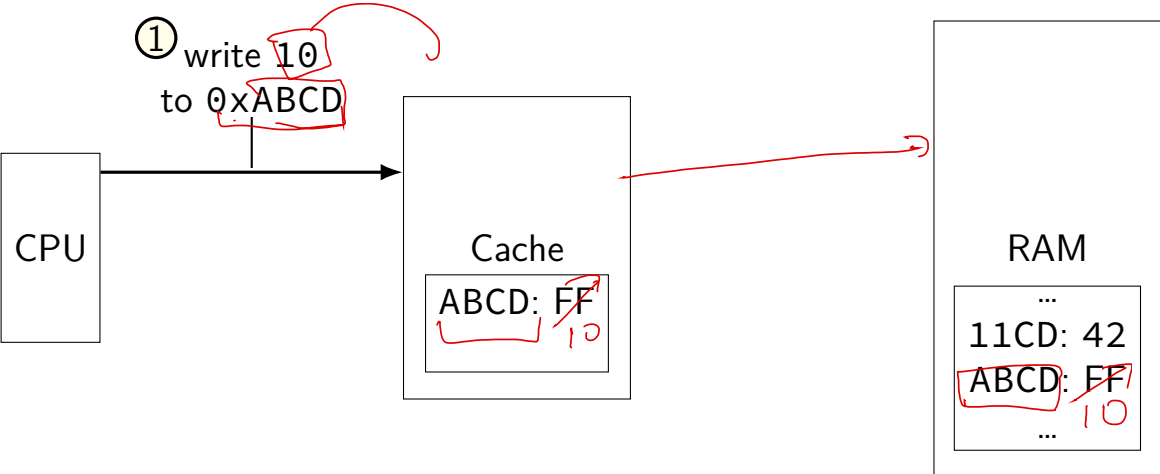 1 write 10
to 0xABCD
CPU
Cache
ABCD: FF
10
RAM
...
11CD: 42
ABCD: FF
10
...